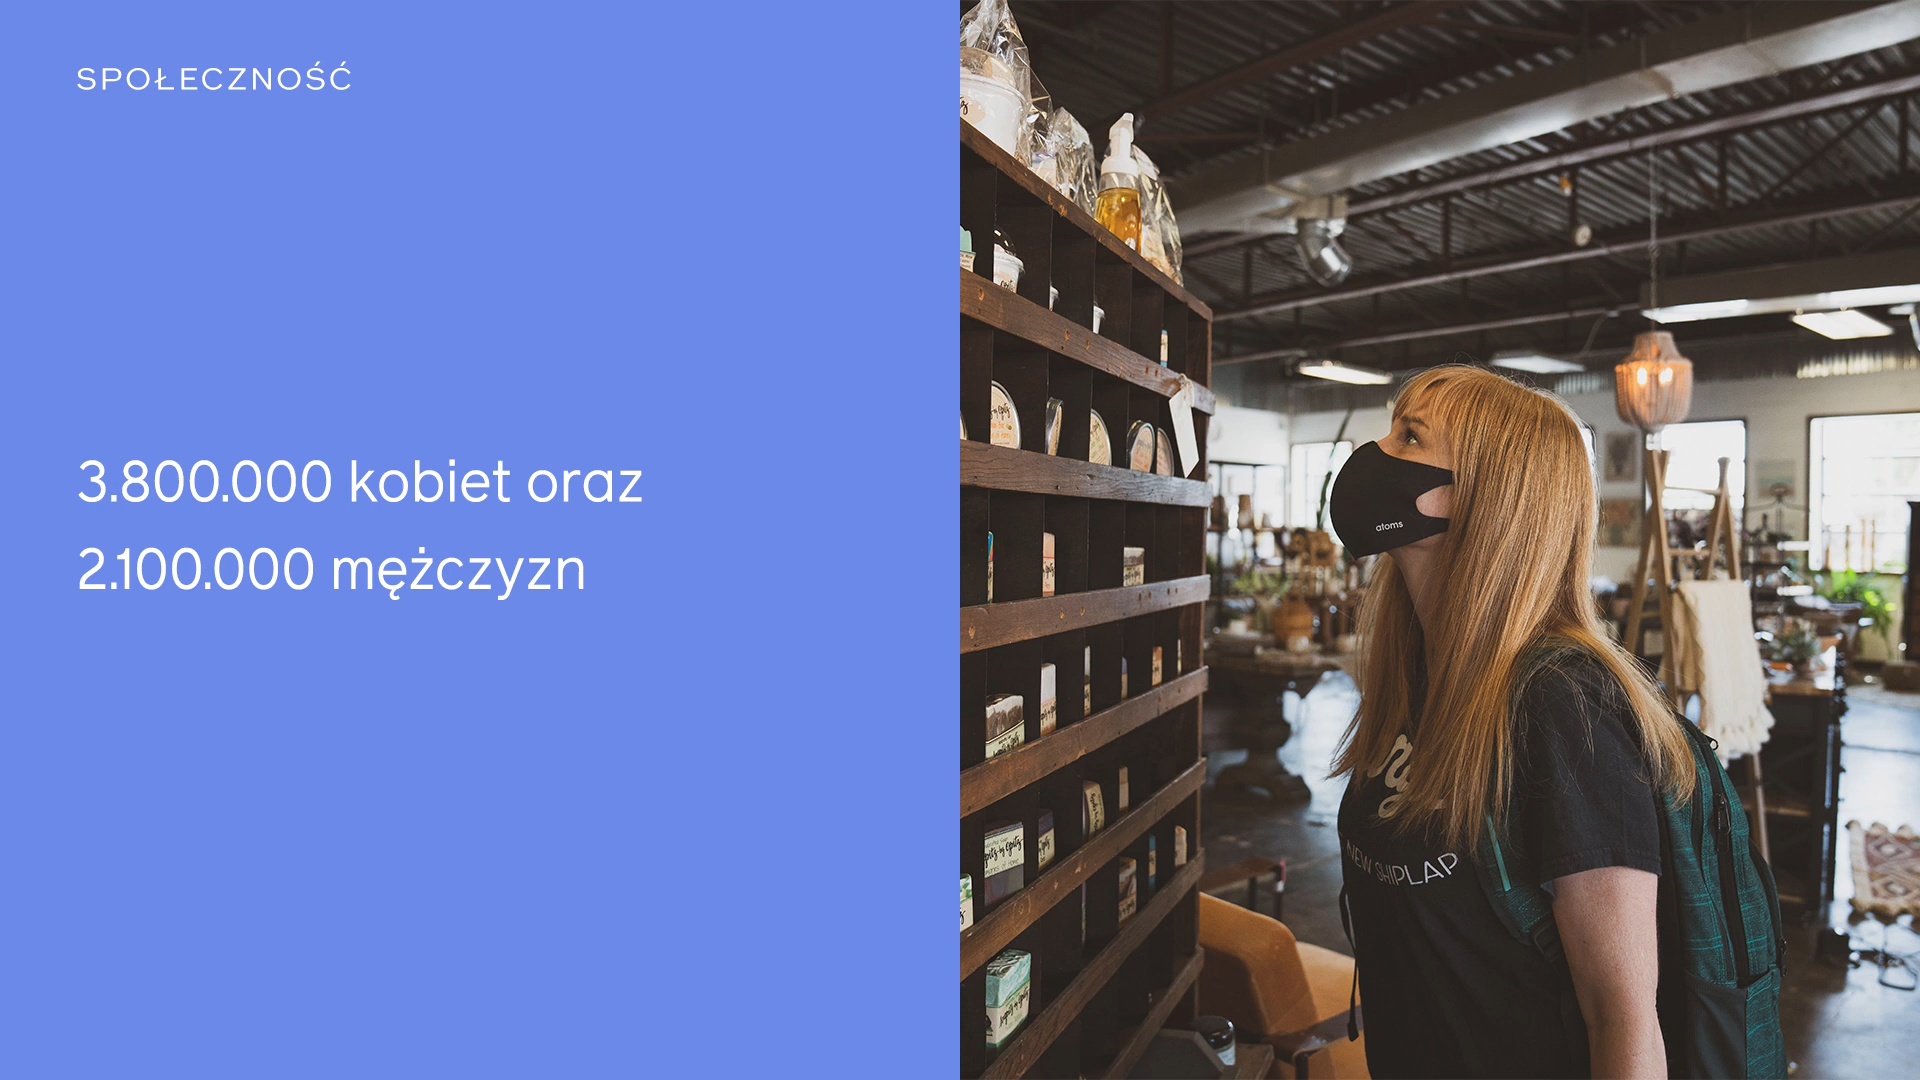 SPOŁECZNOŚĆ
3.800.000 kobiet oraz
2.100.000 mężczyzn
atoms
NEW SHIPLAP